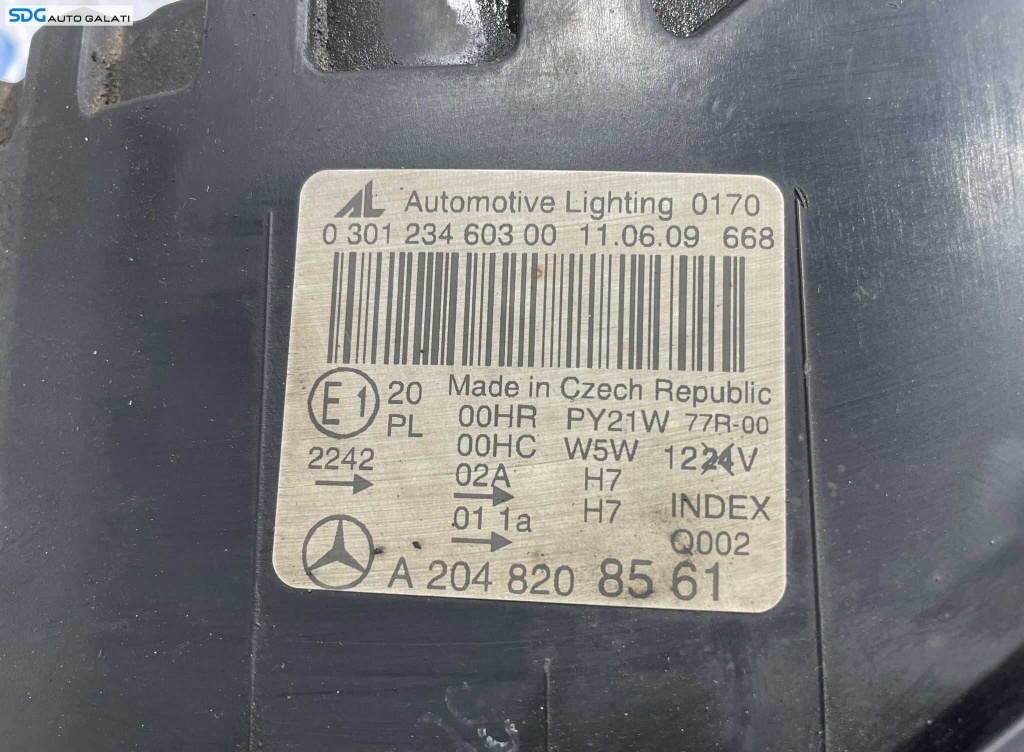 SDG AUTO GALATI
AL Automotive Lighting 0170
0 301 234 603 00 11.06.09 668
Made in Czech Republic
E1 20 00HR PY21W 77R-00
PL 00HC W5W 1224V
2242 02A H7
01 1a H7 INDEX
Q002
A 204 820 85 61